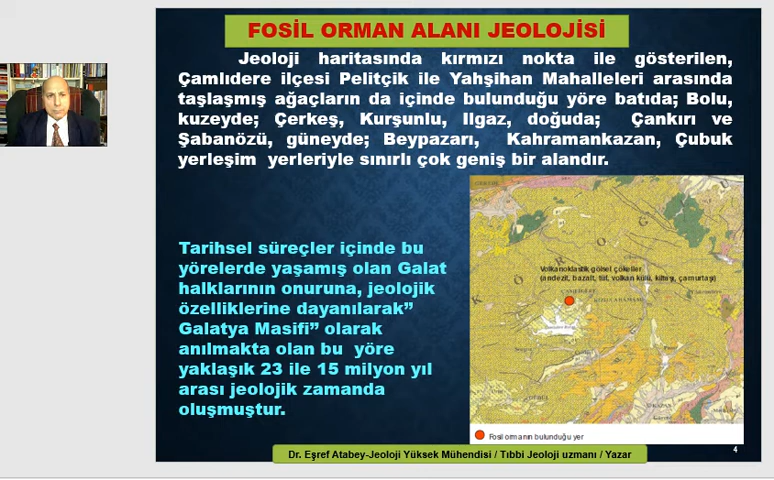 FOSİL ORMAN ALANI JEOLOJİSİ
Jeoloji haritasında kırmızı nokta ile gösterilen,
Çamlıdere ilçesi Pelitçik ile Yahşihan Mahalleleri arasında
taşlaşmış ağaçların da içinde bulunduğu yöre batıda; Bolu,
kuzeyde; Çerkeş, Kurşunlu, Ilgaz, doğuda; Çankırı ve
Şabanözü, güneyde; Beypazarı, Kahramankazan, Çubuk
yerleşim yerleriyle sınırlı çok geniş bir alandır.
Tarihsel süreçler içinde bu
yörelerde yaşamış olan Galat
halklarının onuruna, jeolojik
özelliklerine dayanılarak”
Galatya Masifi” olarak
anılmakta olan bu yöre
yaklaşık 23 ile 15 milyon yıl
arası jeolojik zamanda
oluşmuştur.
Volkanoklastik-gölsel çökeller
(andezit, bazalt, tüf, volkan külü, kiltaşı, çamurtaşı)
K Ö R O Ğ
Fosil ormanın bulunduğu yer
4
Dr. Eşref Atabey-Jeoloji Yüksek Mühendisi / Tıbbi Jeoloji uzmanı / Yazar